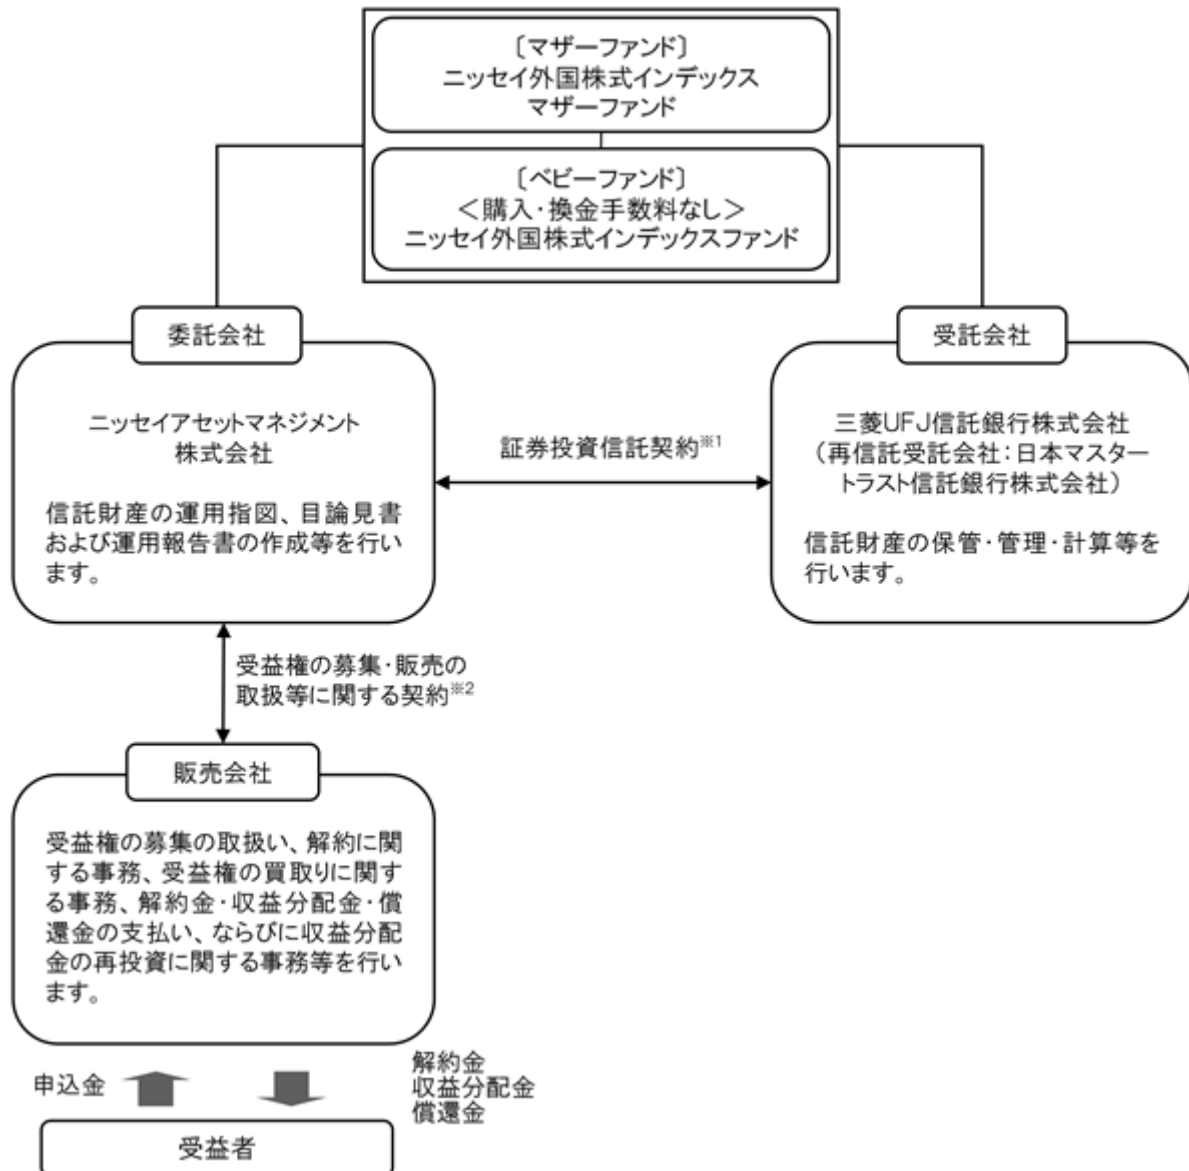 〔マザーファンド〕
ニッセイ外国株式インデックス
マザーファンド
〔ベビーファンド〕
＜購入・換金手数料なし＞
ニッセイ外国株式インデックスファンド
委託会社
ニッセイアセットマネジメント
株式会社
信託財産の運用指図、目論見書
および運用報告書の作成等を行い
ます。
証券投資信託契約※1
受託会社
三菱UFJ信託銀行株式会社
（再信託受託会社：日本マスター
トラスト信託銀行株式会社）
信託財産の保管・管理・計算等を
行います。
受益権の募集・販売の
取扱等に関する契約※2
販売会社
受益権の募集の取扱い、解約に関
する事務、受益権の買取りに関す
る事務、解約金・収益分配金・償
還金の支払い、ならびに収益分配
金の再投資に関する事務等を行い
ます。
申込金
解約金
収益分配金
償還金
受益者